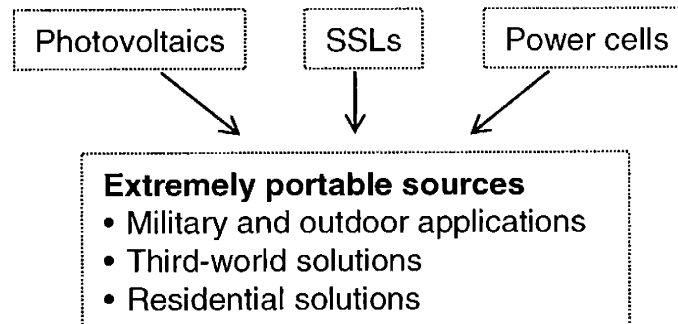 Photovoltaics SSLs Power cells
Extremely portable sources
• Military and outdoor applications
• Third-world solutions
• Residential solutions